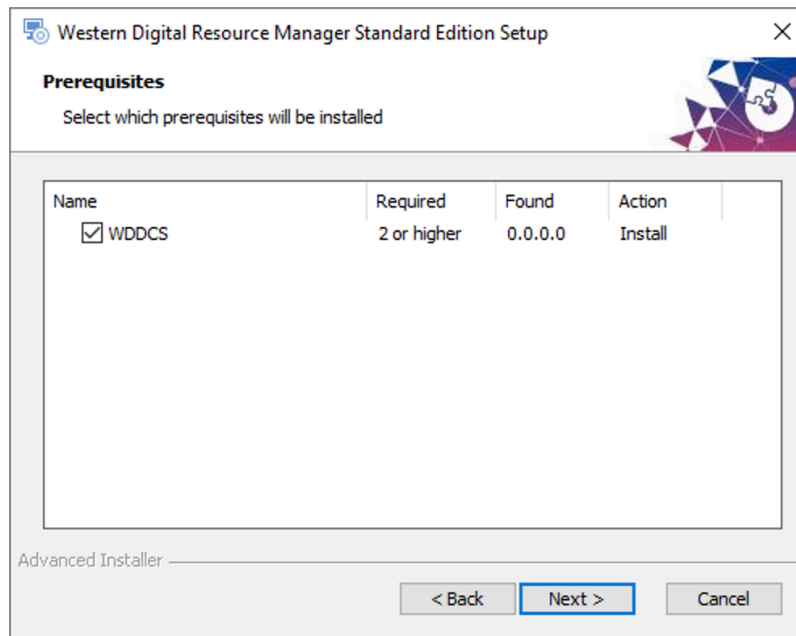 Western Digital Resource Manager Standard Edition Setup
Prerequisites
Select which prerequisites will be installed
Name Required Found Action
WDDCS 2 or higher 0.0.0.0 Install
Advanced Installer
< Back Next > Cancel